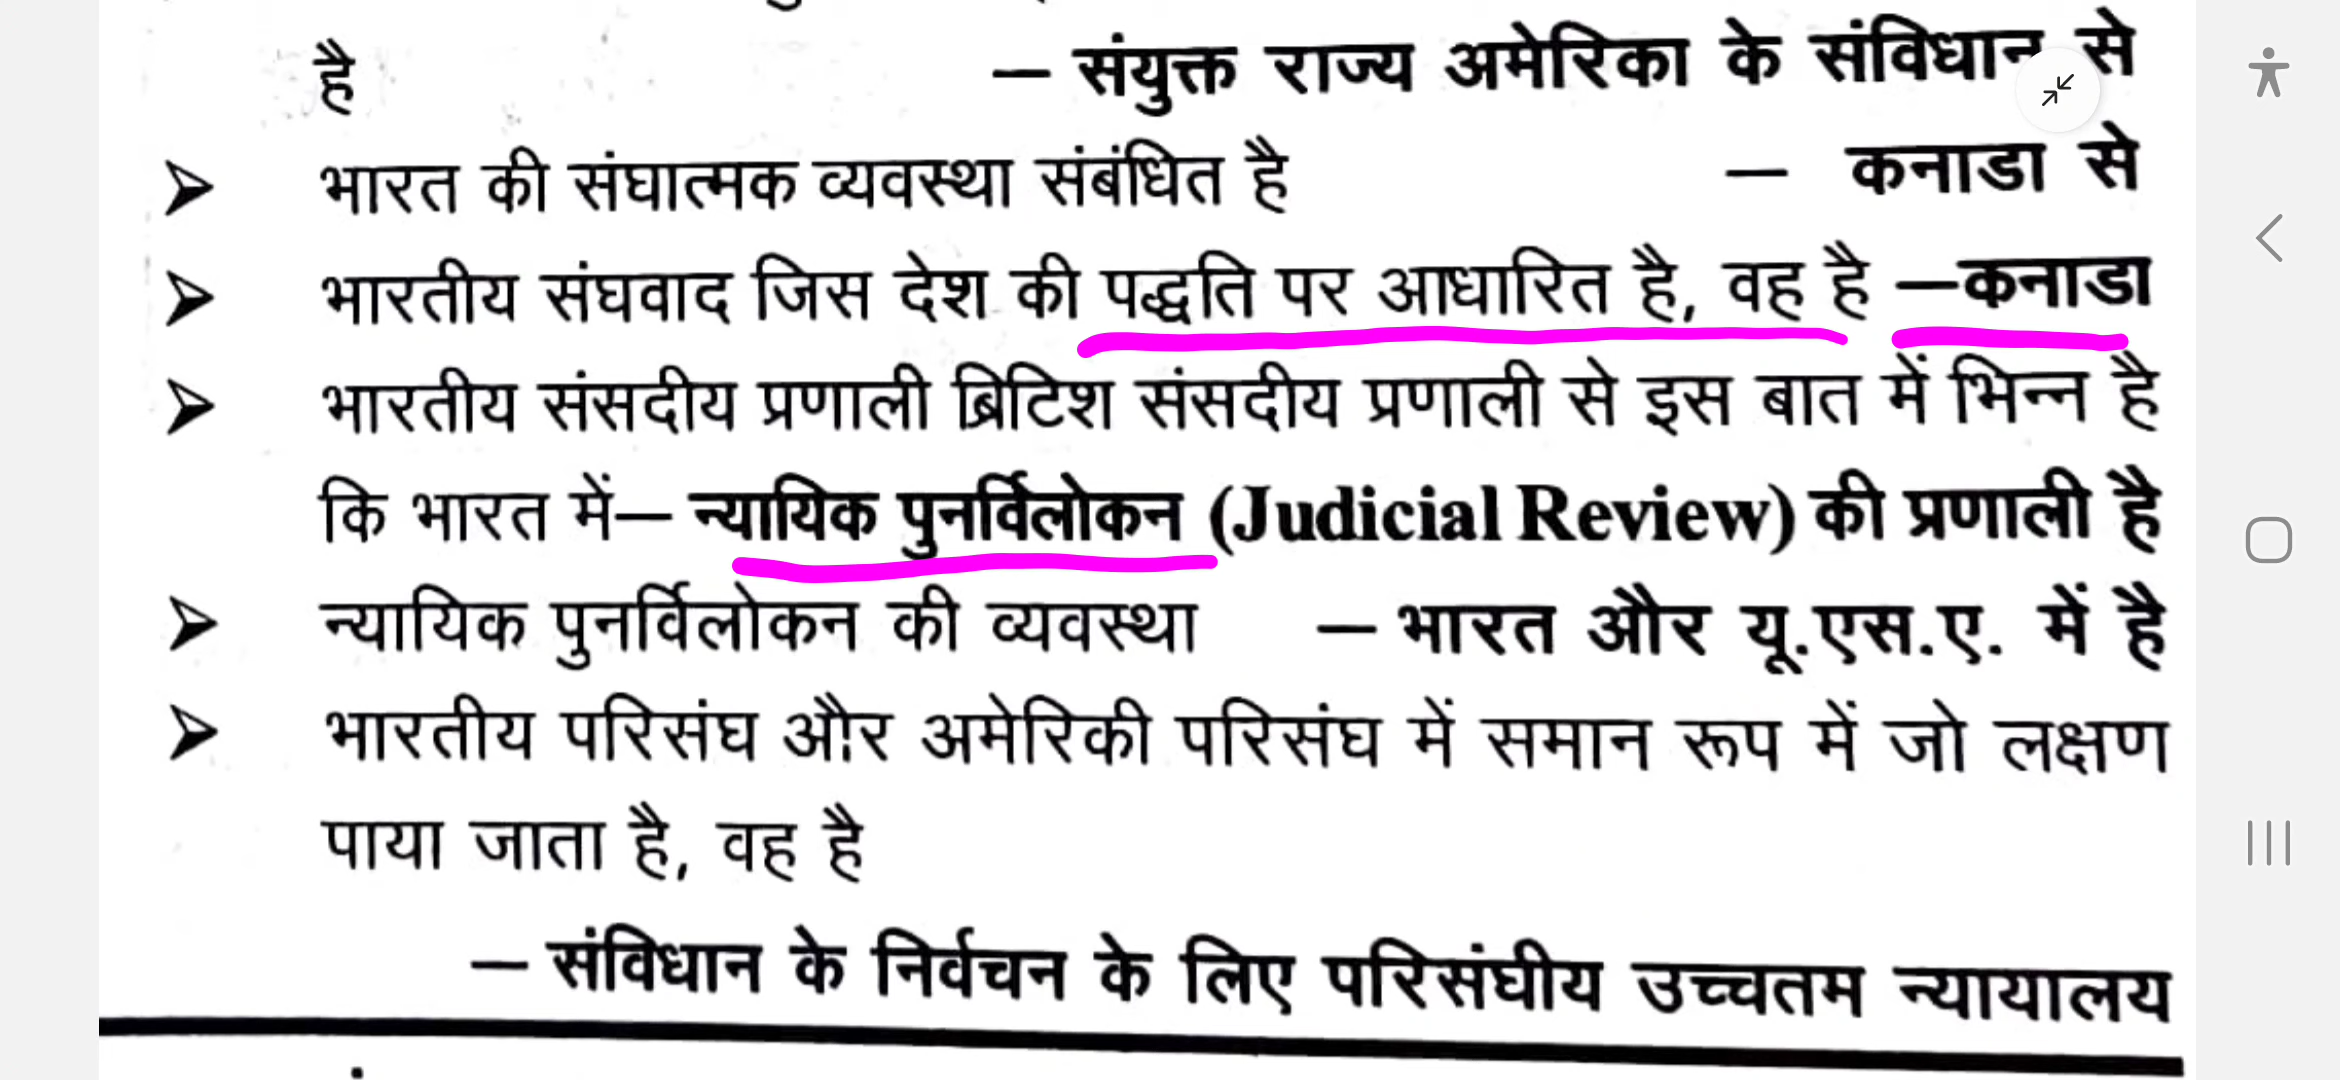 है — संयुक्त राज्य अमेरिका के संविधान से
➢ भारत की संघात्मक व्यवस्था संबंधित है — कनाडा से
➢ भारतीय संघवाद जिस देश की पद्धति पर आधारित है, वह है —कनाडा
➢ भारतीय संसदीय प्रणाली ब्रिटिश संसदीय प्रणाली से इस बात में भिन्न है
कि भारत में— न्यायिक पुनर्विलोकन (Judicial Review) की प्रणाली है
➢ न्यायिक पुनर्विलोकन की व्यवस्था — भारत और यू.एस.ए. में है
➢ भारतीय परिसंघ और अमेरिकी परिसंघ में समान रूप में जो लक्षण
पाया जाता है, वह है
— संविधान के निर्वचन के लिए परिसंघीय उच्चतम न्यायालय